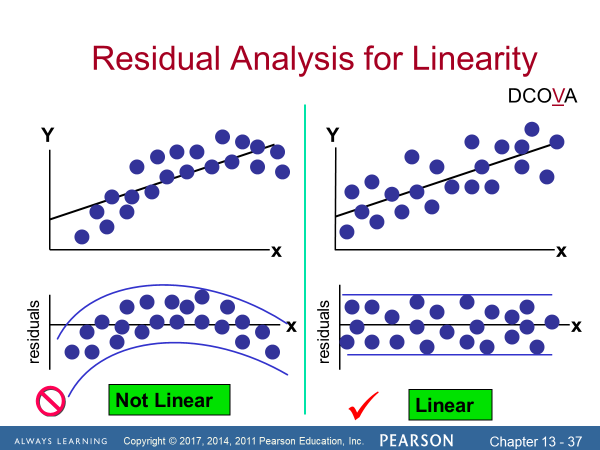 Residual Analysis for Linearity
DCOVA
Y
x
Y
x
residuals
x
residuals
x
Not Linear
Linear
ALWAYS LEARNING
Copyright © 2017, 2014, 2011 Pearson Education, Inc.
PEARSON
Chapter 13 - 37